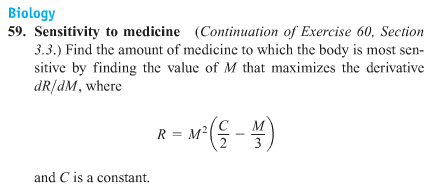 Biology
59. Sensitivity to medicine (Continuation of Exercise 60, Section
3.3.) Find the amount of medicine to which the body is most sen-
sitive by finding the value of M that maximizes the derivative
dR/dM, where
R = M²(C/2 − M/3)
and C is a constant.